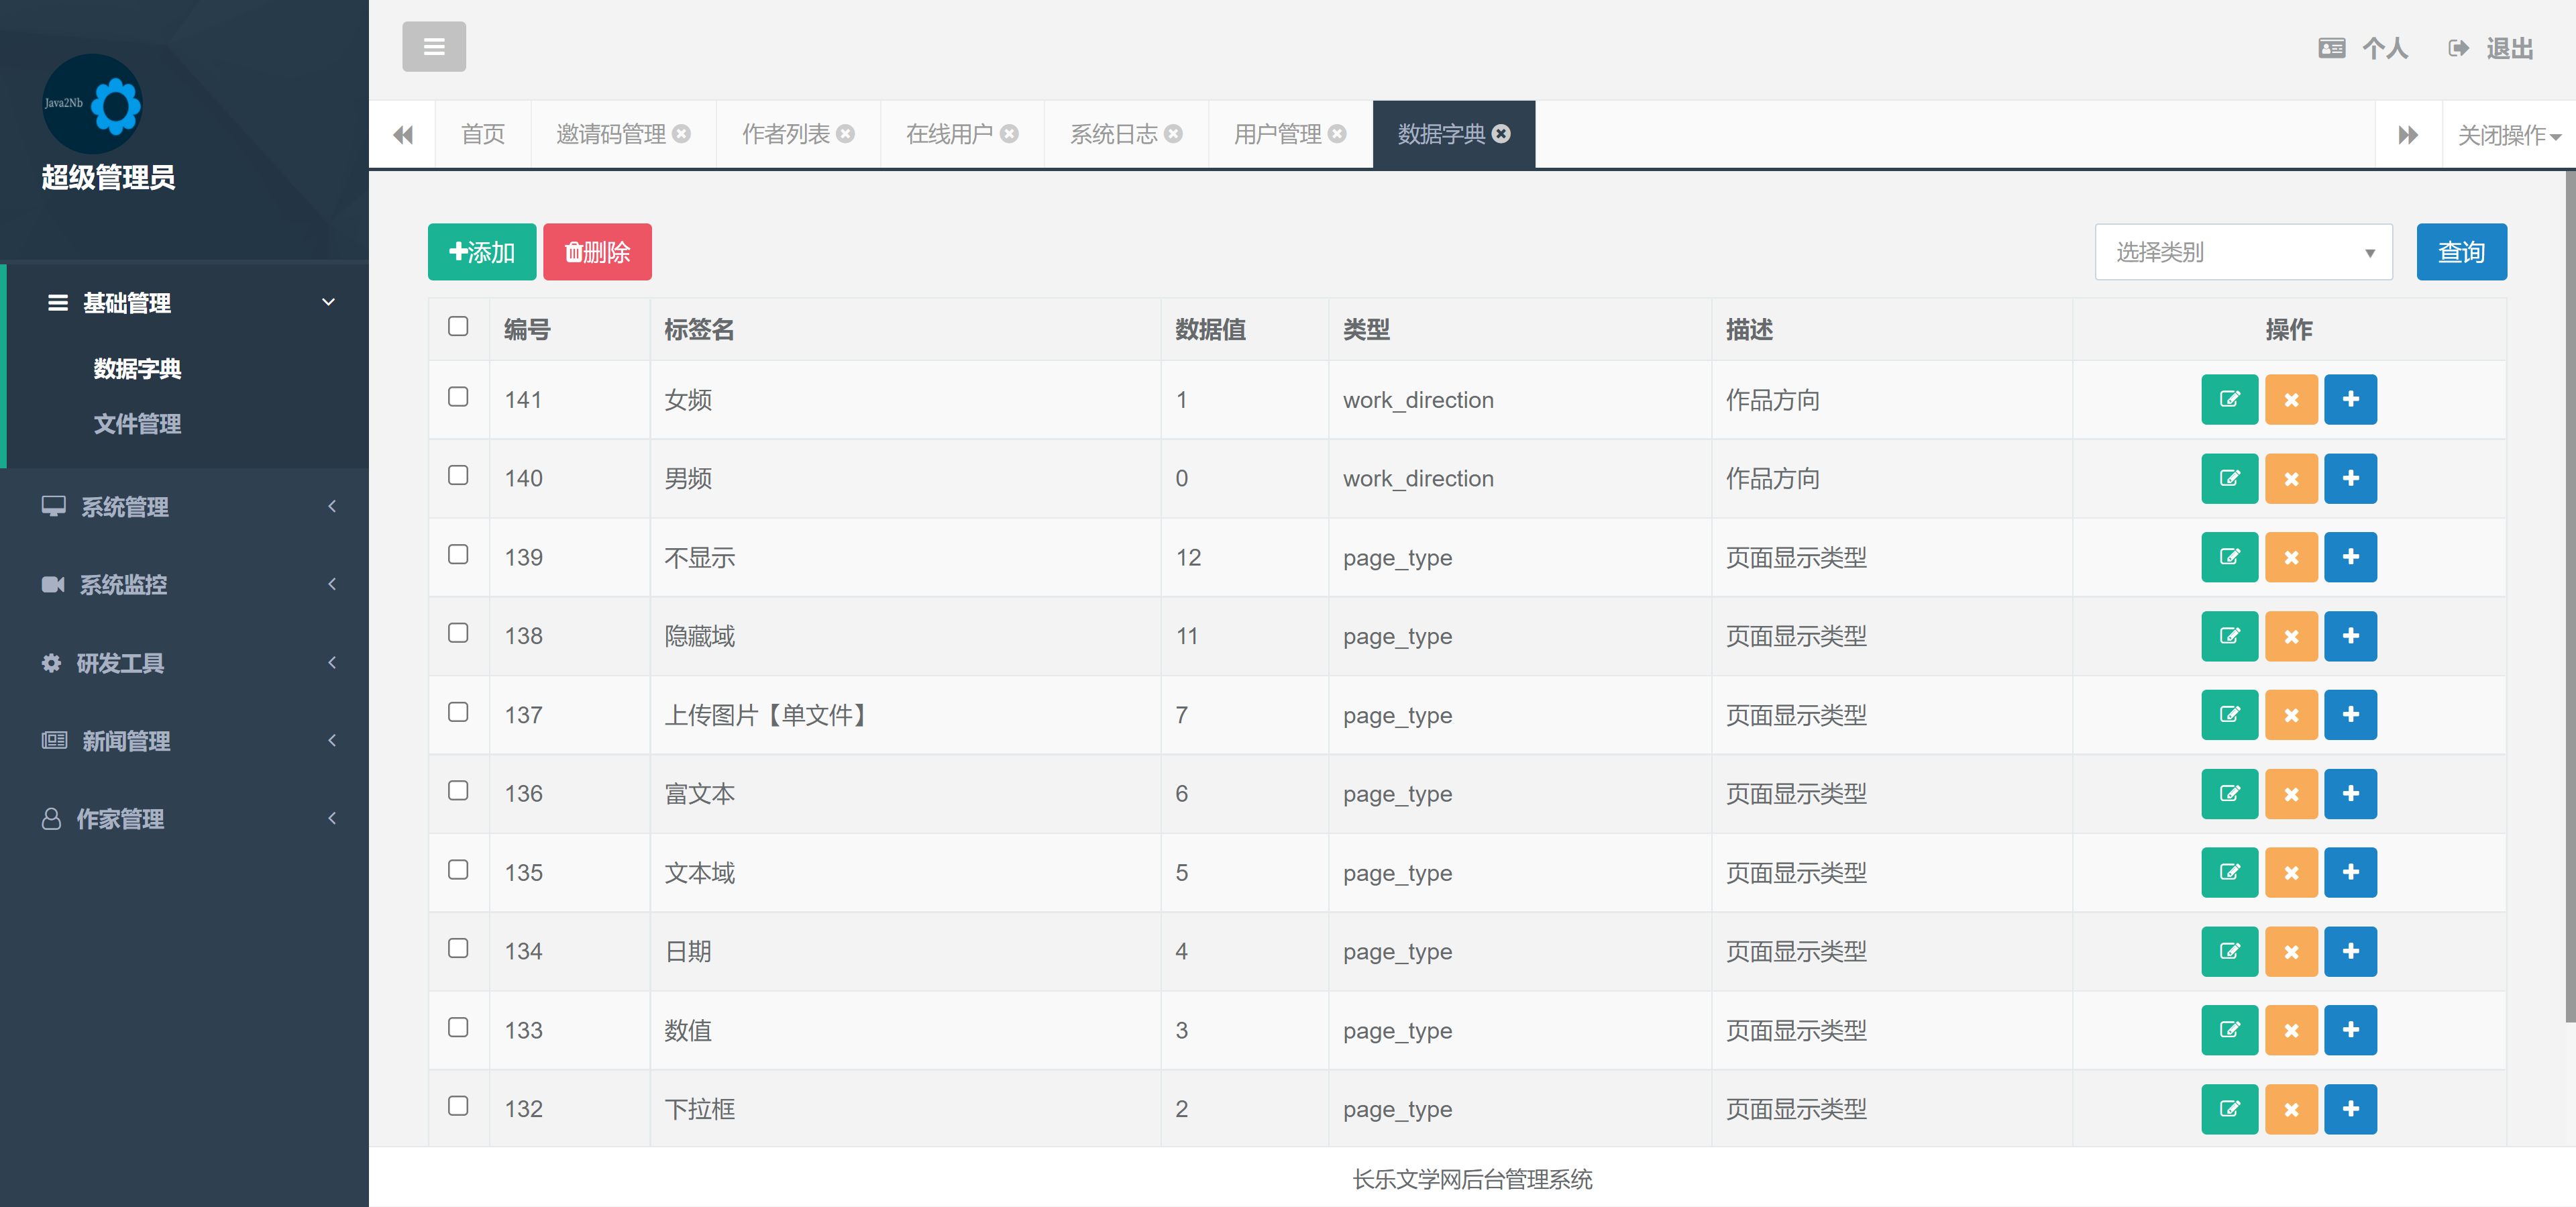 Java2Nb
超级管理员
基础管理
数据字典
文件管理
系统管理
系统监控
研发工具
新闻管理
作家管理
个人 退出
首页 邀请码管理 作者列表 在线用户 系统日志 用户管理 数据字典 关闭操作
添加 删除 选择类别 查询
编号 标签名 数据值 类型 描述 操作
141 女频 1 work_direction 作品方向
140 男频 0 work_direction 作品方向
139 不显示 12 page_type 页面显示类型
138 隐藏域 11 page_type 页面显示类型
137 上传图片【单文件】 7 page_type 页面显示类型
136 富文本 6 page_type 页面显示类型
135 文本域 5 page_type 页面显示类型
134 日期 4 page_type 页面显示类型
133 数值 3 page_type 页面显示类型
132 下拉框 2 page_type 页面显示类型
长乐文学网后台管理系统